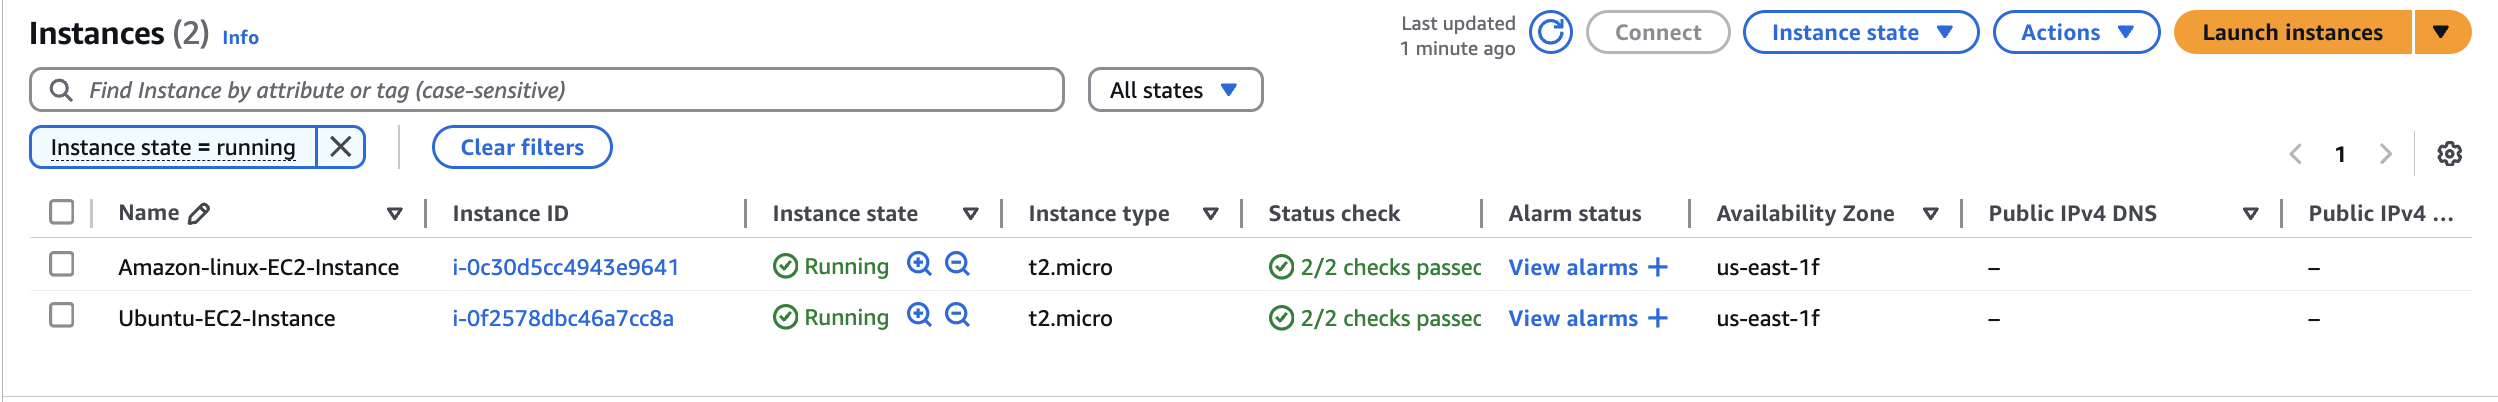 Instances (2) Info
Last updated
1 minute ago
Connect
Instance state
Actions
Launch instances
Find Instance by attribute or tag (case-sensitive)
All states
Instance state = running
Clear filters
1
Name Instance ID Instance state Instance type Status check Alarm status Availability Zone Public IPv4 DNS Public IPv4 ...
Amazon-linux-EC2-Instance i-0c30d5cc4943e9641 Running t2.micro 2/2 checks passec View alarms + us-east-1f – –
Ubuntu-EC2-Instance i-0f2578dbc46a7cc8a Running t2.micro 2/2 checks passec View alarms + us-east-1f – –